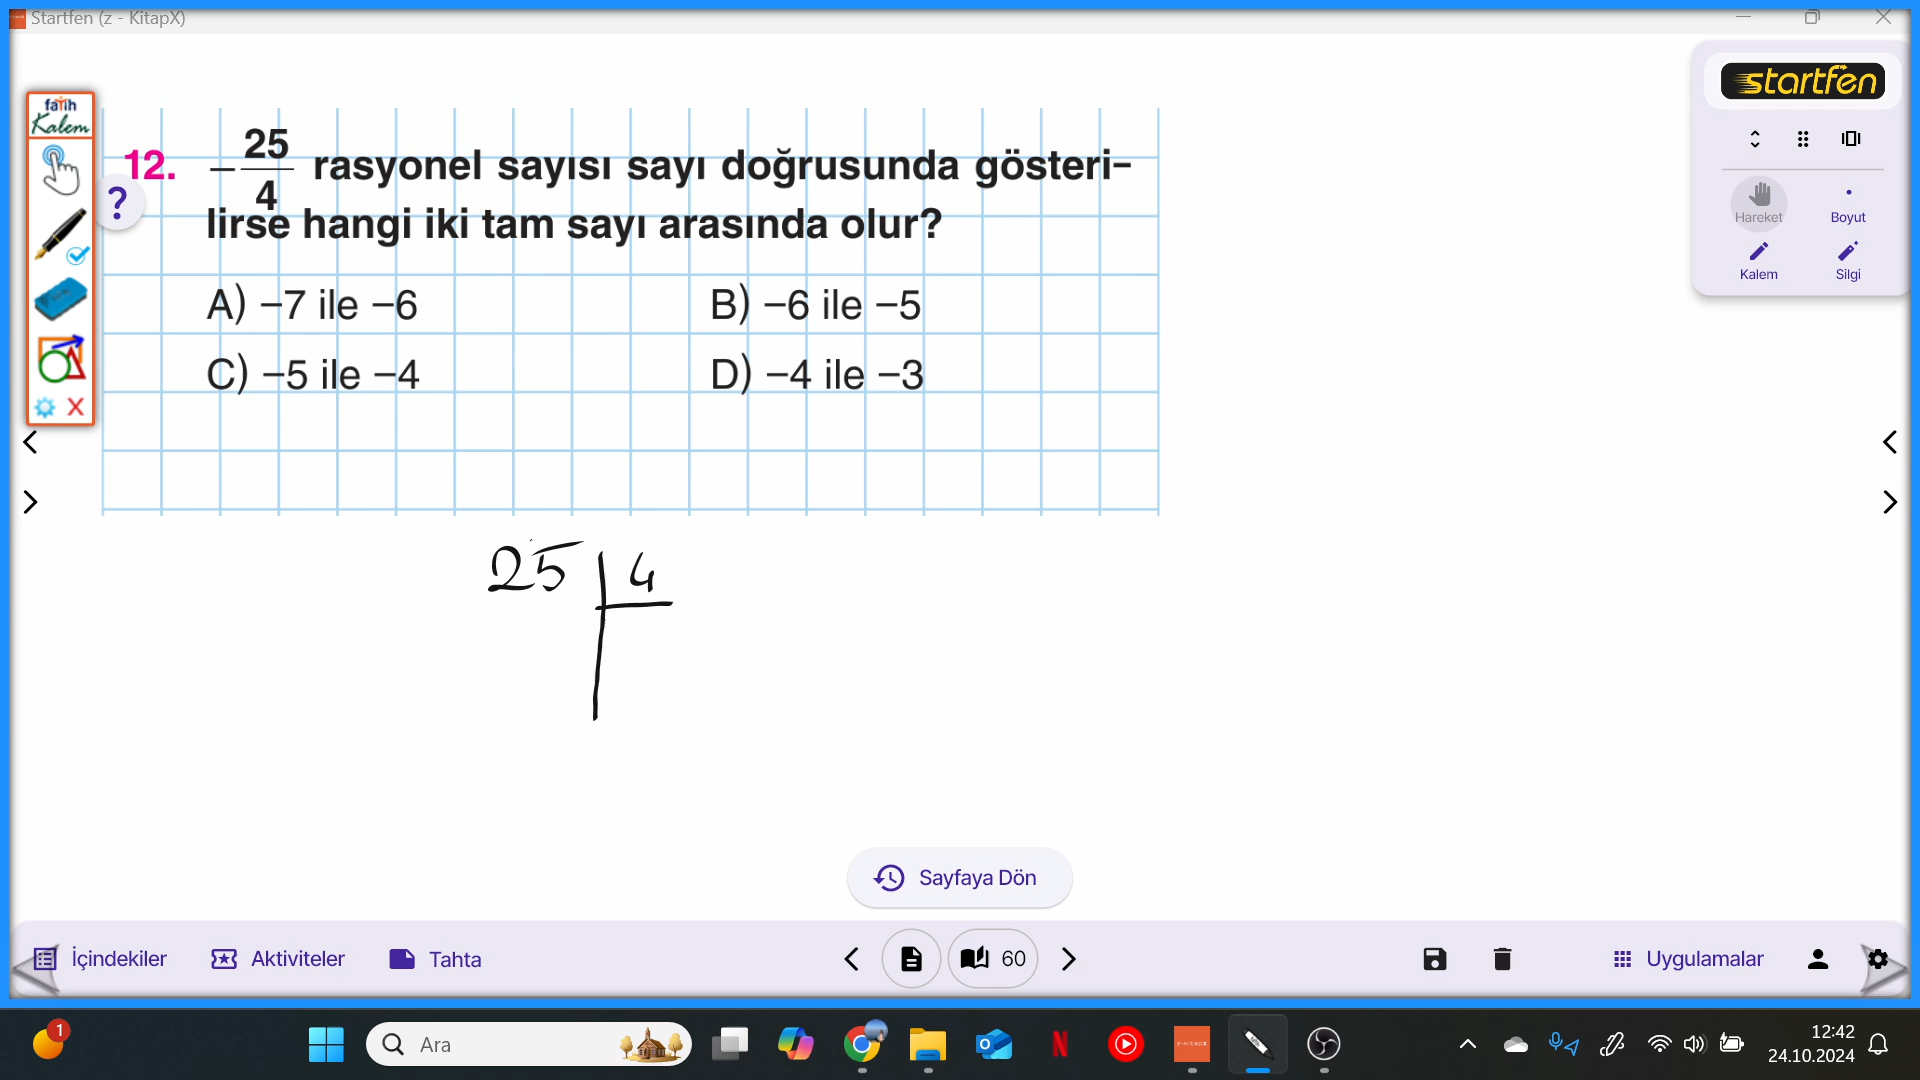 Startfen (z - KitapX)
fatih
Kalem
startfen
Hareket
Boyut
Kalem
Silgi
12. −25/4 rasyonel sayısı sayı doğrusunda gösteri−
lirse hangi iki tam sayı arasında olur?
?
A) −7 ile −6
B) −6 ile −5
C) −5 ile −4
D) −4 ile −3
25 4
Sayfaya Dön
İçindekiler
Aktiviteler
Tahta
60
Uygulamalar
1
Ara
z-KitapX
12:42
24.10.2024